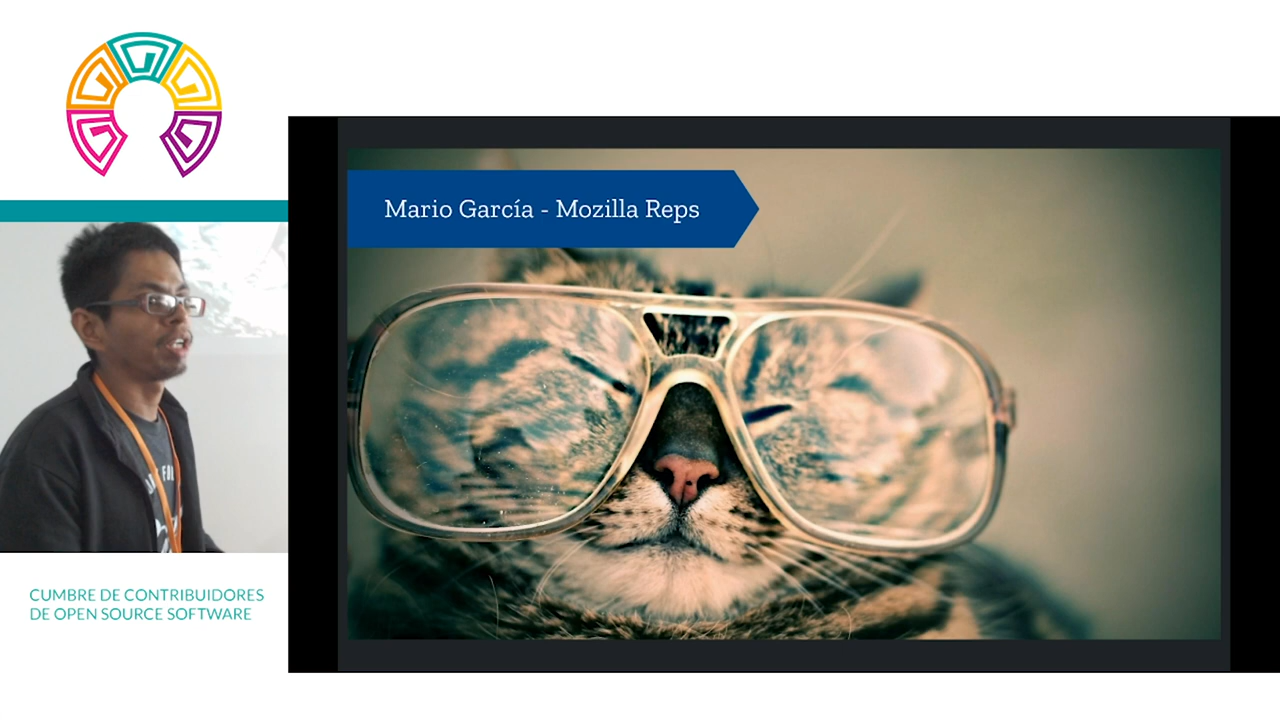 Mario García - Mozilla Reps
CUMBRE DE CONTRIBUIDORES
DE OPEN SOURCE SOFTWARE